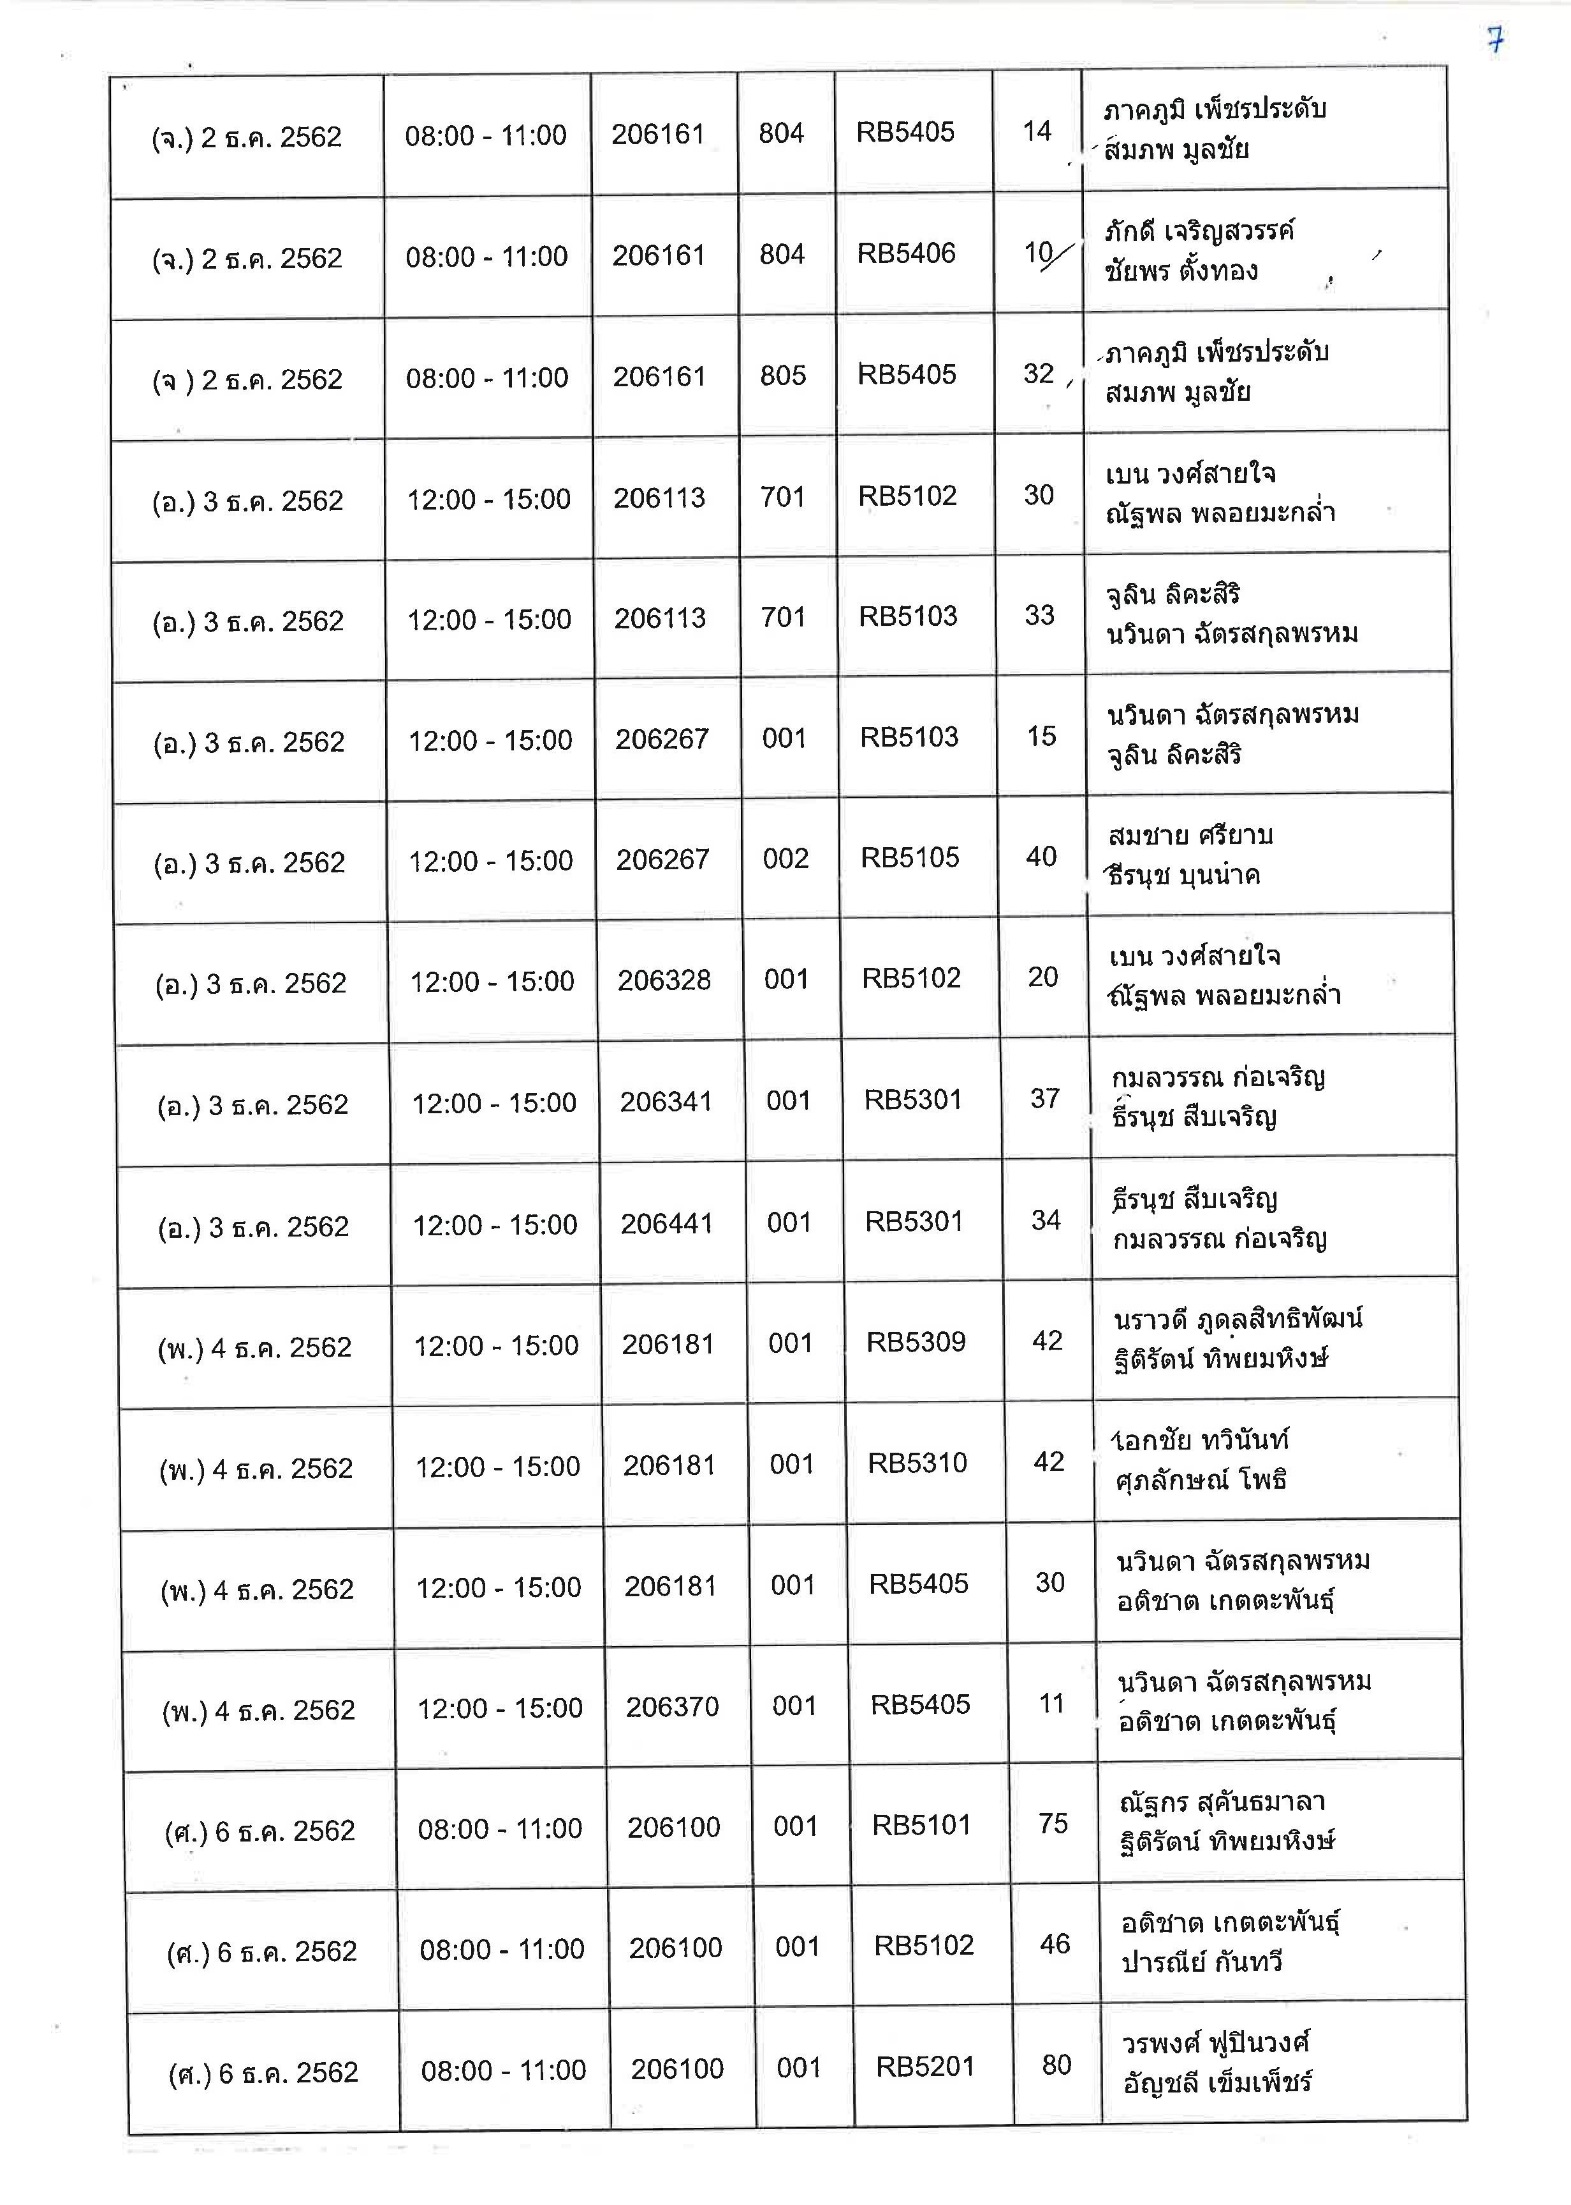 7
(จ.) 2 ธ.ค. 2562 08:00 - 11:00 206161 804 RB5405 14 ภาคภูมิ เพ็ชรประดับ
สมภพ มูลชัย
(จ.) 2 ธ.ค. 2562 08:00 - 11:00 206161 804 RB5406 10 ภักดี เจริญสวรรค์
ชัยพร ตั้งทอง
(จ ) 2 ธ.ค. 2562 08:00 - 11:00 206161 805 RB5405 32 ภาคภูมิ เพ็ชรประดับ
สมภพ มูลชัย
(อ.) 3 ธ.ค. 2562 12:00 - 15:00 206113 701 RB5102 30 เบน วงศ์สายใจ
ณัฐพล พลอยมะกล่ำ
(อ.) 3 ธ.ค. 2562 12:00 - 15:00 206113 701 RB5103 33 จูลิน ลิคะสิริ
นวินดา ฉัตรสกุลพรหม
(อ.) 3 ธ.ค. 2562 12:00 - 15:00 206267 001 RB5103 15 นวินดา ฉัตรสกุลพรหม
จูลิน ลิคะสิริ
(อ.) 3 ธ.ค. 2562 12:00 - 15:00 206267 002 RB5105 40 สมชาย ศรียาบ
ธีรนุช บุนนาค
(อ.) 3 ธ.ค. 2562 12:00 - 15:00 206328 001 RB5102 20 เบน วงศ์สายใจ
ณัฐพล พลอยมะกล่ำ
(อ.) 3 ธ.ค. 2562 12:00 - 15:00 206341 001 RB5301 37 กมลวรรณ ก่อเจริญ
ธีรนุช สืบเจริญ
(อ.) 3 ธ.ค. 2562 12:00 - 15:00 206441 001 RB5301 34 ธีรนุช สืบเจริญ
กมลวรรณ ก่อเจริญ
(พ.) 4 ธ.ค. 2562 12:00 - 15:00 206181 001 RB5309 42 นราวดี ภูดลสิทธิพัฒน์
ฐิติรัตน์ ทิพยมหิงษ์
(พ.) 4 ธ.ค. 2562 12:00 - 15:00 206181 001 RB5310 42 เอกชัย ทวินันท์
ศุภลักษณ์ โพธิ
(พ.) 4 ธ.ค. 2562 12:00 - 15:00 206181 001 RB5405 30 นวินดา ฉัตรสกุลพรหม
อติชาต เกตตะพันธุ์
(พ.) 4 ธ.ค. 2562 12:00 - 15:00 206370 001 RB5405 11 นวินดา ฉัตรสกุลพรหม
อติชาต เกตตะพันธุ์
(ศ.) 6 ธ.ค. 2562 08:00 - 11:00 206100 001 RB5101 75 ณัฐกร สุคันธมาลา
ฐิติรัตน์ ทิพยมหิงษ์
(ศ.) 6 ธ.ค. 2562 08:00 - 11:00 206100 001 RB5102 46 อติชาต เกตตะพันธุ์
ปารณีย์ กันทวี
(ศ.) 6 ธ.ค. 2562 08:00 - 11:00 206100 001 RB5201 80 วรพงศ์ ฟูปินวงศ์
อัญชลี เข็มเพ็ชร์